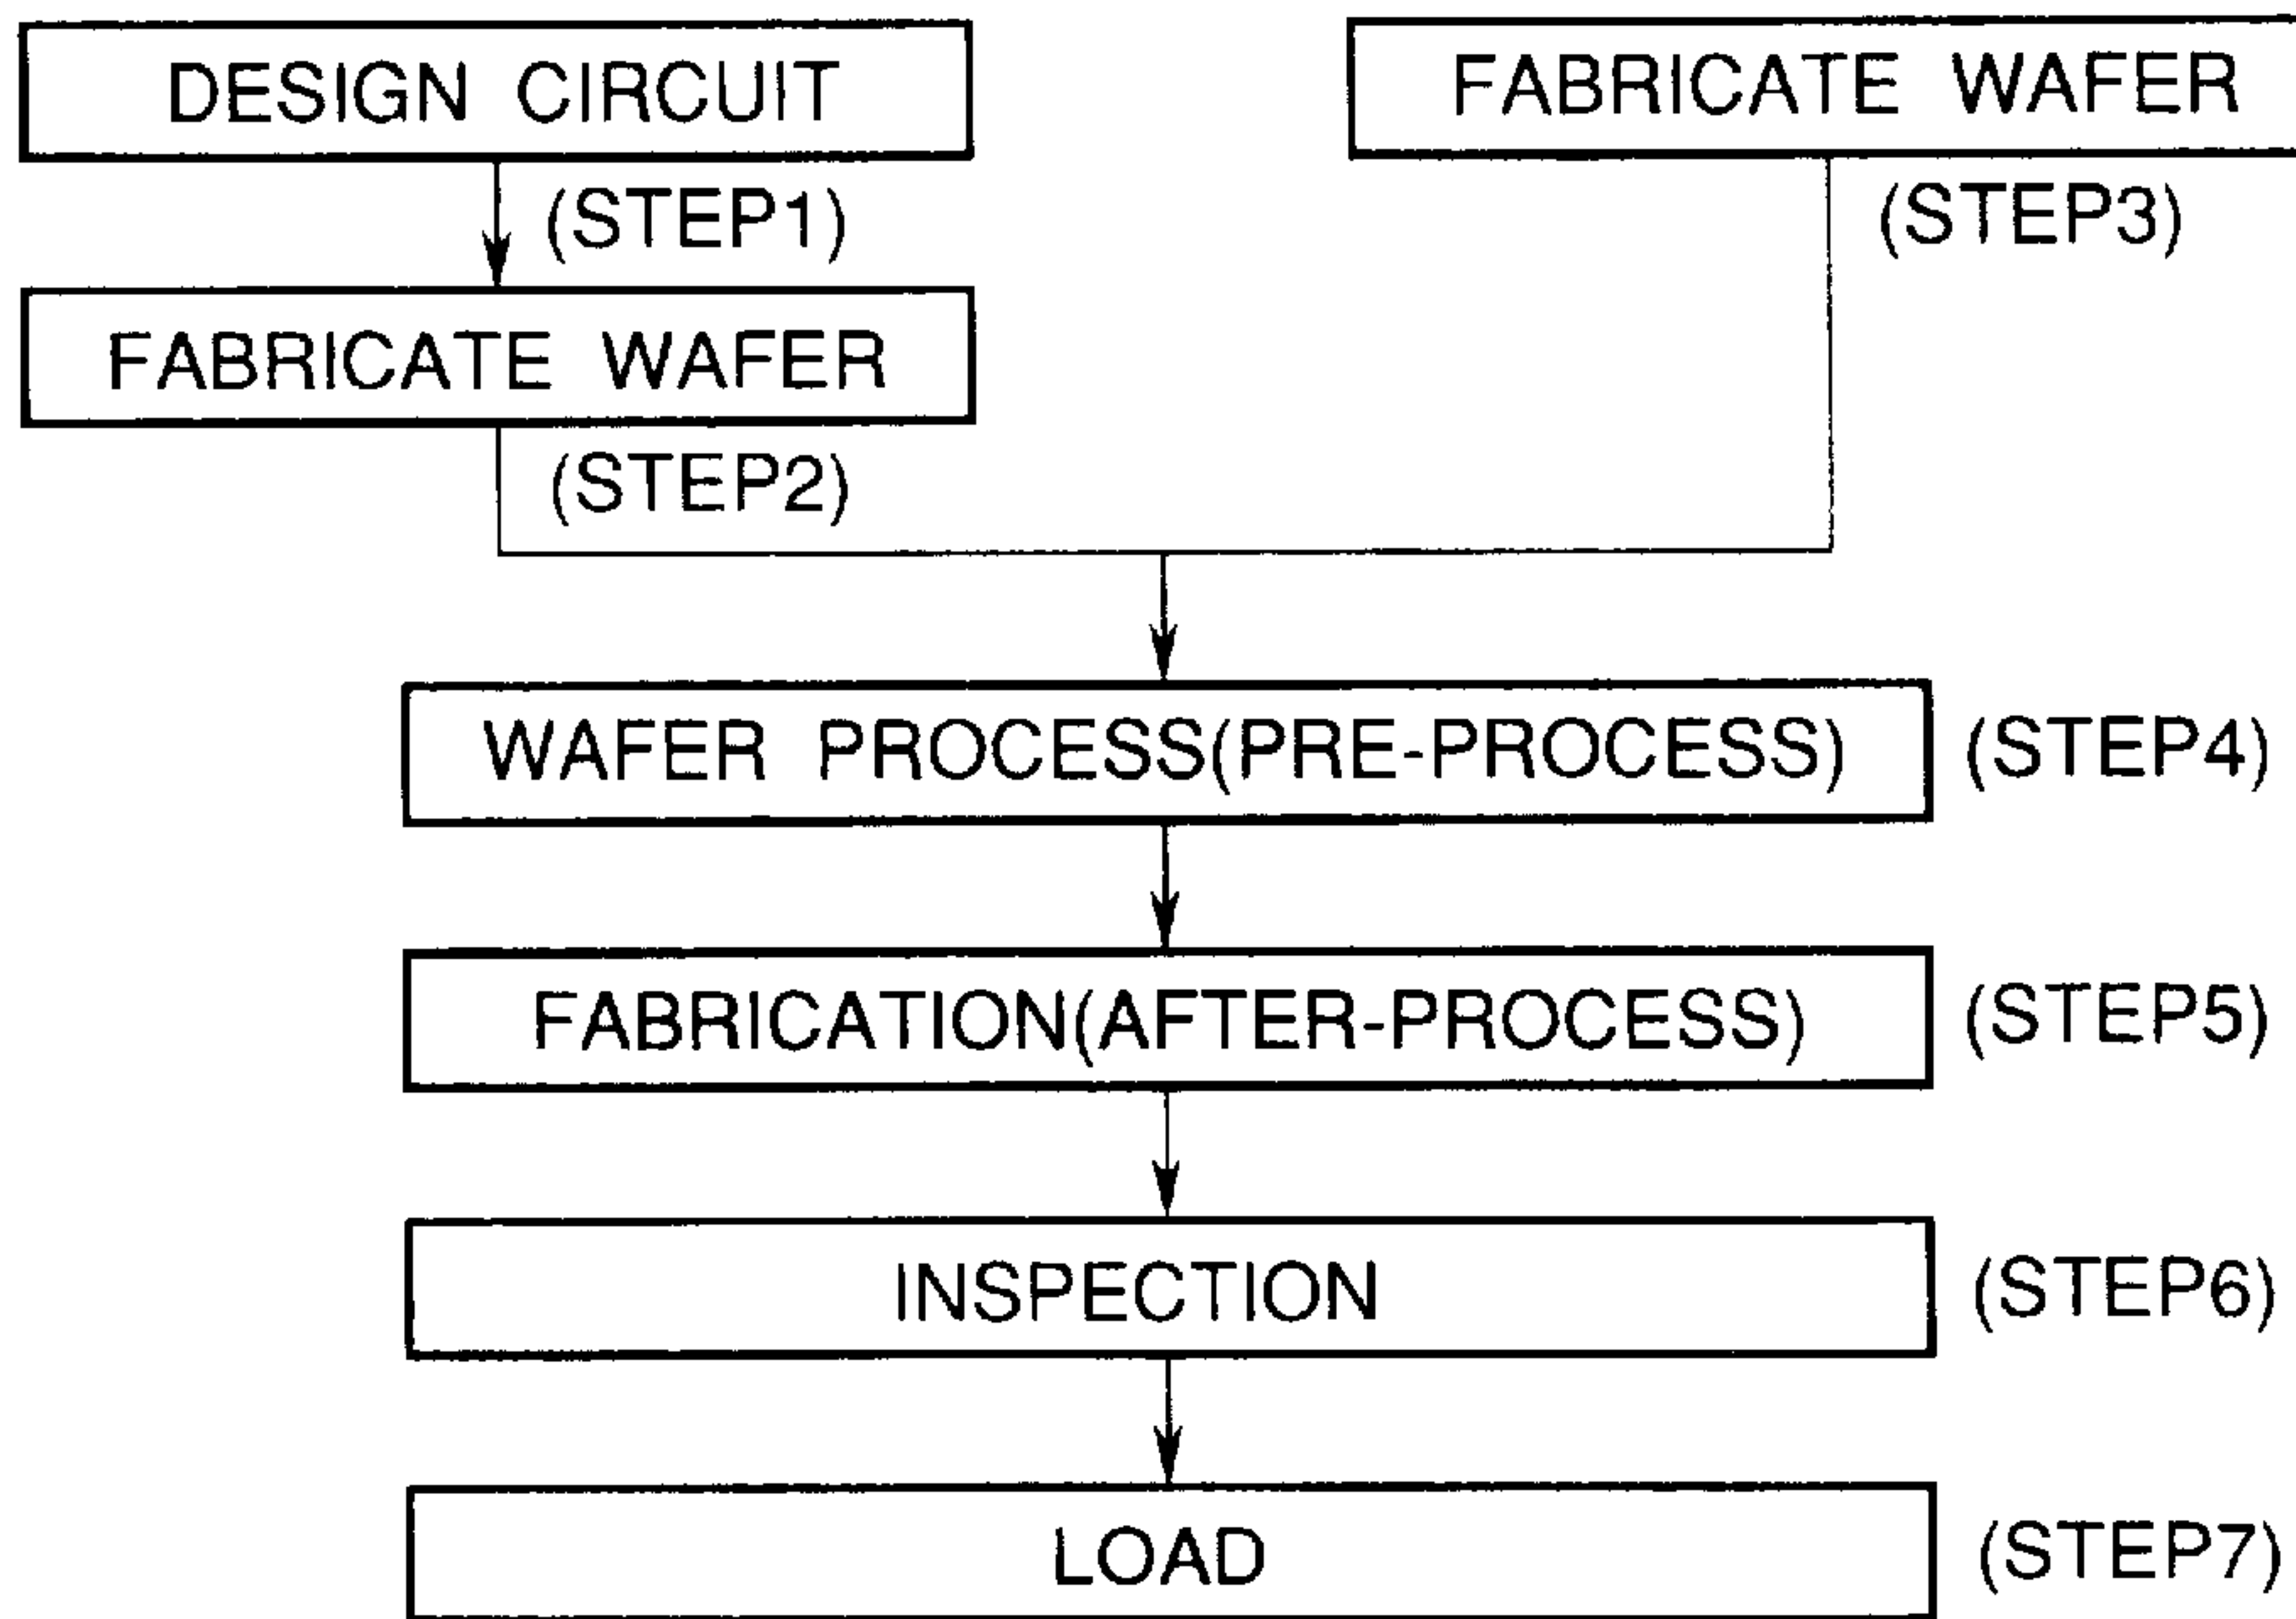 DESIGN CIRCUIT
(STEP1)
FABRICATE WAFER
(STEP2)
FABRICATE WAFER
(STEP3)
WAFER PROCESS(PRE-PROCESS) (STEP4)
FABRICATION(AFTER-PROCESS) (STEP5)
INSPECTION (STEP6)
LOAD (STEP7)